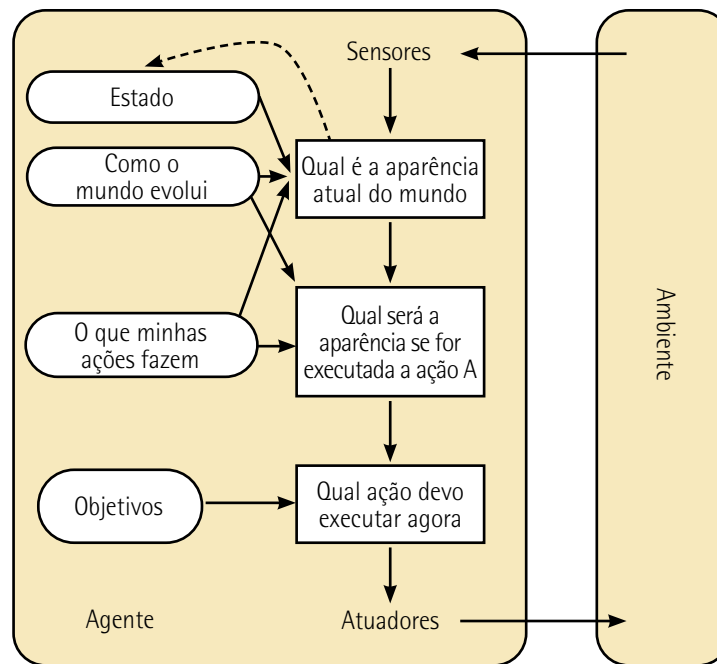 Sensores
Estado
Como o
mundo evolui
Qual é a aparência
atual do mundo
O que minhas
ações fazem
Qual será a
aparência se for
executada a ação A
Ambiente
Objetivos
Qual ação devo
executar agora
Agente
Atuadores